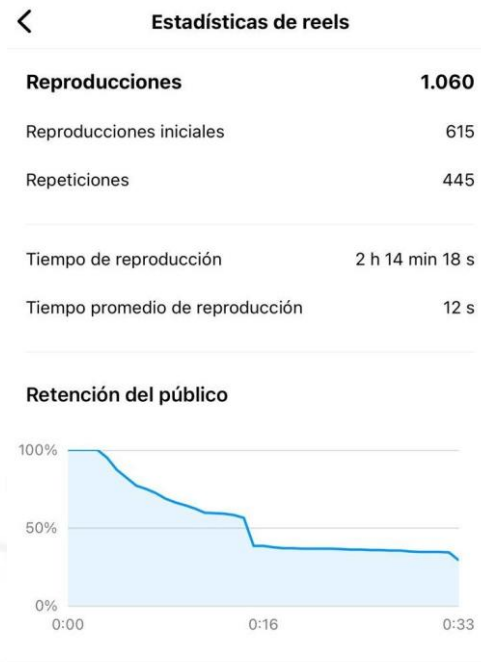 Estadísticas de reels
Reproducciones 1.060
Reproducciones iniciales 615
Repeticiones 445
Tiempo de reproducción 2 h 14 min 18 s
Tiempo promedio de reproducción 12 s
Retención del público
100%
50%
0%
0:00 0:16 0:33